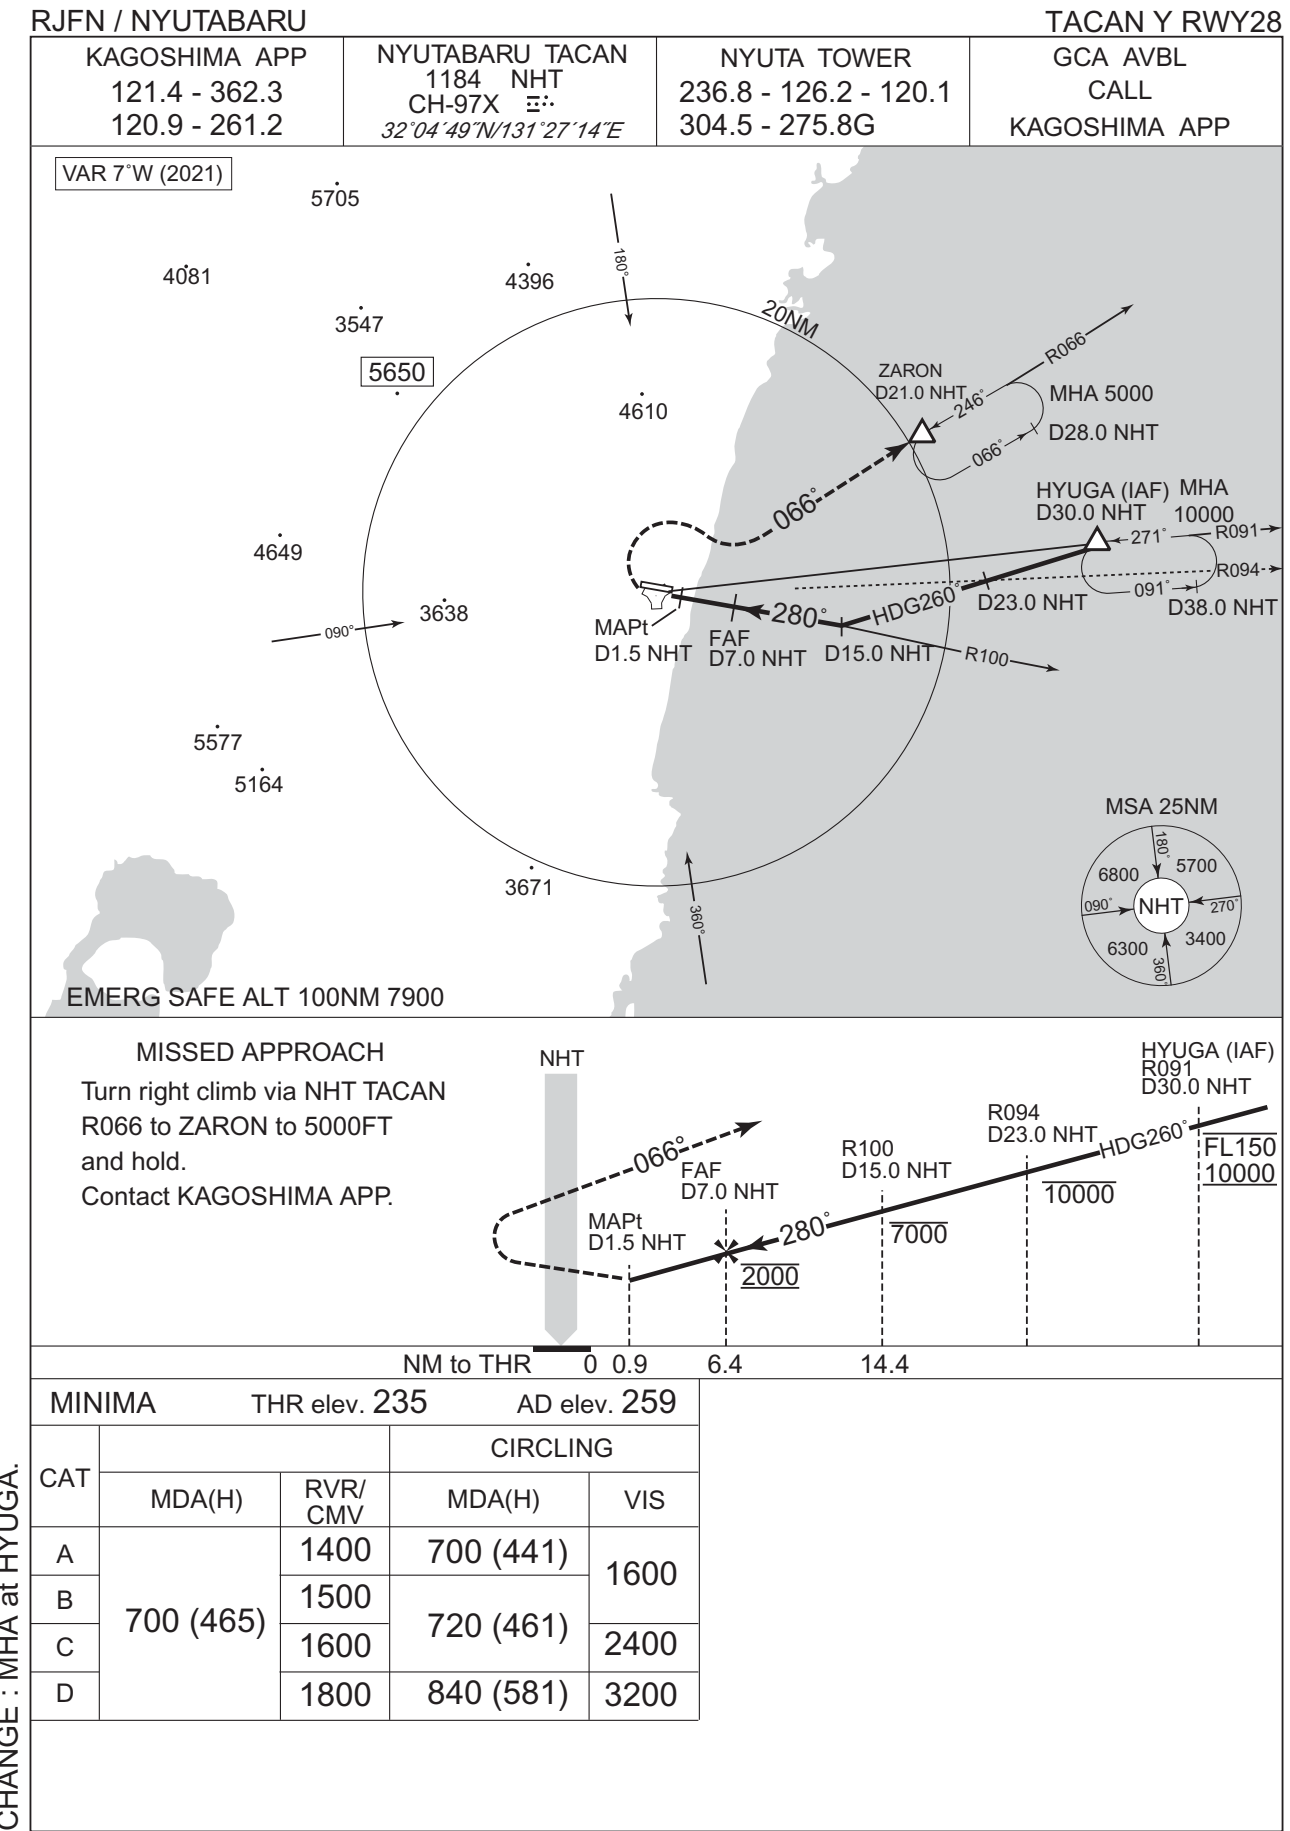 RJFN / NYUTABARU
TACAN Y RWY28
KAGOSHIMA APP
121.4 - 362.3
120.9 - 261.2
NYUTABARU TACAN
1184 NHT
CH-97X
32°04´49˝N/131°27´14˝E
NYUTA TOWER
236.8 - 126.2 - 120.1
304.5 - 275.8G
GCA AVBL
CALL
KAGOSHIMA APP
VAR 7°W (2021)
5705
4081
4396
3547
5650
4610
4649
3638
5577
5164
3671
180°
090°
360°
20NM
ZARON
D21.0 NHT
R066
246°
066°
MHA 5000
D28.0 NHT
066°
HYUGA (IAF)
D30.0 NHT
MHA
10000
271°
R091
R094
091°
D38.0 NHT
D23.0 NHT
HDG260°
280°
MAPt
D1.5 NHT
FAF
D7.0 NHT
D15.0 NHT
R100
MSA 25NM
180°
6800
5700
090°
NHT
270°
6300
3400
360°
EMERG SAFE ALT 100NM 7900
MISSED APPROACH
Turn right climb via NHT TACAN
R066 to ZARON to 5000FT
and hold.
Contact KAGOSHIMA APP.
NHT
066°
MAPt
D1.5 NHT
FAF
D7.0 NHT
2000
280°
R100
D15.0 NHT
7000
R094
D23.0 NHT
10000
HDG260°
HYUGA (IAF)
R091
D30.0 NHT
FL150
10000
NM to THR 0 0.9 6.4 14.4
MINIMA THR elev. 235 AD elev. 259
CIRCLING
CAT MDA(H) RVR/ MDA(H) VIS
CMV
A 700 (465) 1400 700 (441) 1600
B 1500 720 (461)
C 1600 2400
D 1800 840 (581) 3200
CHANGE : MHA at HYUGA.